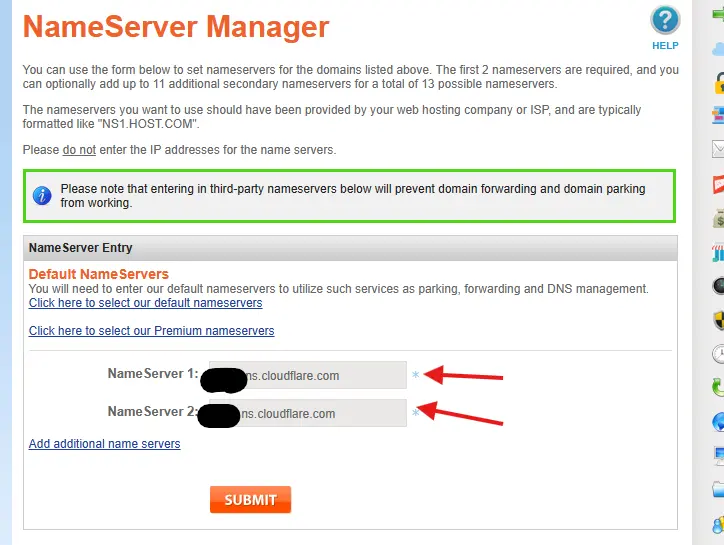 NameServer Manager
HELP
You can use the form below to set nameservers for the domains listed above. The first 2 nameservers are required, and you
can optionally add up to 11 additional secondary nameservers for a total of 13 possible nameservers.
The nameservers you want to use should have been provided by your web hosting company or ISP, and are typically
formatted like "NS1.HOST.COM".
Please do not enter the IP addresses for the name servers.
Please note that entering in third-party nameservers below will prevent domain forwarding and domain parking
from working.
NameServer Entry
Default NameServers
You will need to enter our default nameservers to utilize such services as parking, forwarding and DNS management.
Click here to select our default nameservers
Click here to select our Premium nameservers
NameServer 1: ns.cloudflare.com *
NameServer 2: ns.cloudflare.com *
Add additional name servers
SUBMIT